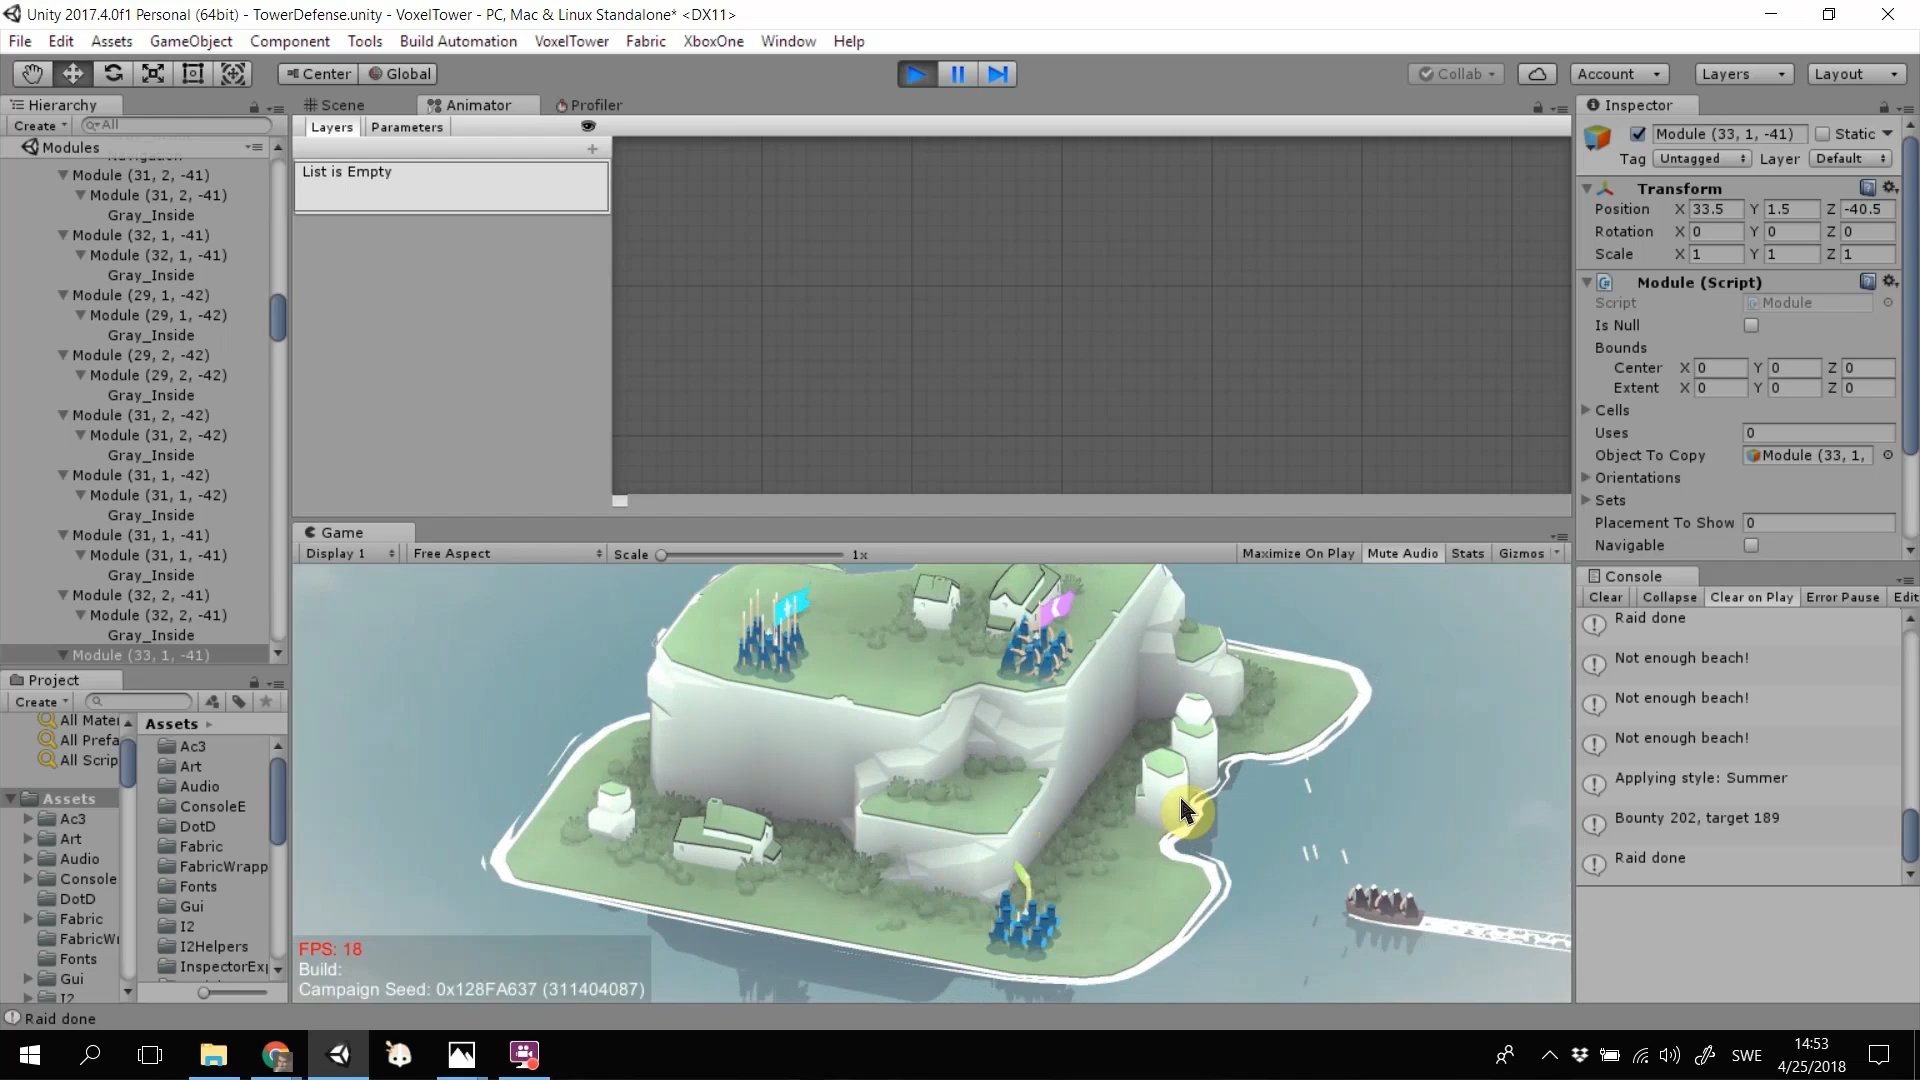 Unity 2017.4.0f1 Personal (64bit) - TowerDefense.unity - VoxelTower - PC, Mac & Linux Standalone* <DX11>
File Edit Assets GameObject Component Tools Build Automation VoxelTower Fabric XboxOne Window Help
Center Global Collab Account Layers Layout
Hierarchy
Create All
Modules
Navigation
Module (31, 2, -41)
Module (31, 2, -41)
Gray_Inside
Module (32, 1, -41)
Module (32, 1, -41)
Gray_Inside
Module (29, 1, -42)
Module (29, 1, -42)
Gray_Inside
Module (29, 2, -42)
Module (29, 2, -42)
Gray_Inside
Module (31, 2, -42)
Module (31, 2, -42)
Gray_Inside
Module (31, 1, -42)
Module (31, 1, -42)
Gray_Inside
Module (31, 1, -41)
Module (31, 1, -41)
Gray_Inside
Module (32, 2, -41)
Module (32, 2, -41)
Gray_Inside
Module (33, 1, -41)
Scene Animator Profiler
Layers Parameters
List is Empty
Game
Display 1 Free Aspect Scale 1x Maximize On Play Mute Audio Stats Gizmos
FPS: 18
Build:
Campaign Seed: 0x128FA637 (311404087)
Inspector
Module (33, 1, -41) Static
Tag Untagged Layer Default
Transform
Position X 33.5 Y 1.5 Z -40.5
Rotation X 0 Y 0 Z 0
Scale X 1 Y 1 Z 1
Module (Script)
Script Module
Is Null
Bounds
Center X 0 Y 0 Z 0
Extent X 0 Y 0 Z 0
Cells
Uses 0
Object To Copy Module (33, 1,
Orientations
Sets
Placement To Show 0
Navigable
Console
Clear Collapse Clear on Play Error Pause Edit
Raid done
Not enough beach!
Not enough beach!
Not enough beach!
Applying style: Summer
Bounty 202, target 189
Raid done
Project
Create
All Mater
All Prefa
All Scrip
Assets
Ac3
Art
Audio
Console
DotD
Fabric
FabricWr
Fonts
Gui
I2
Assets
Ac3
Art
Audio
ConsoleE
DotD
Fabric
FabricWrapp
Fonts
Gui
I2
I2Helpers
InspectorExp
Raid done
SWE
14:53
4/25/2018